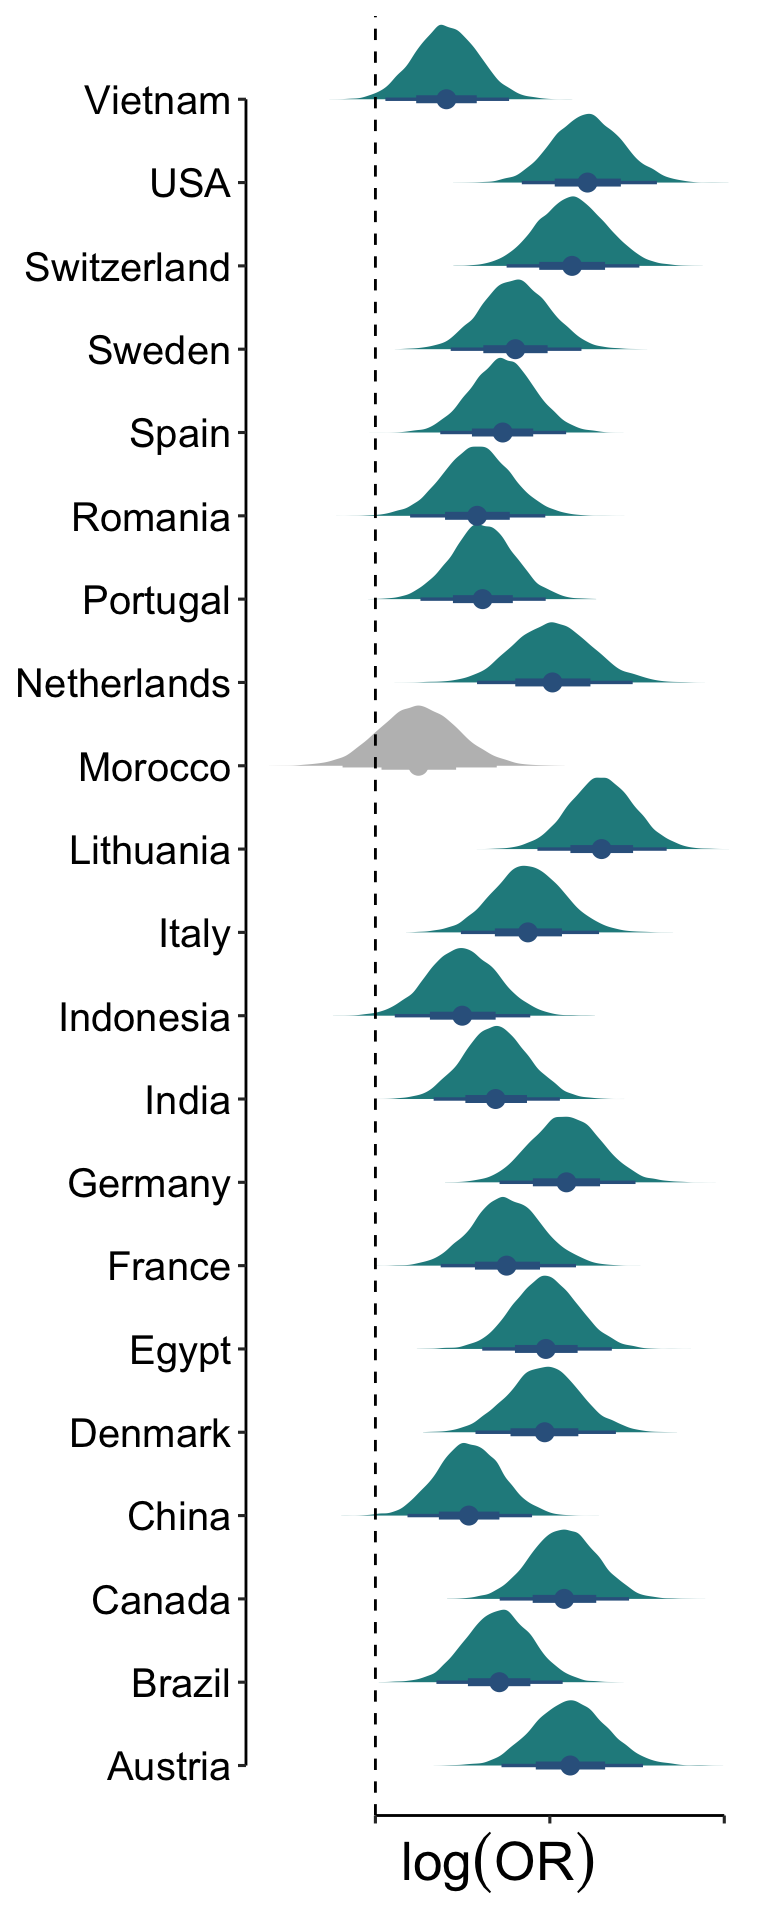 Vietnam
USA
Switzerland
Sweden
Spain
Romania
Portugal
Netherlands
Morocco
Lithuania
Italy
Indonesia
India
Germany
France
Egypt
Denmark
China
Canada
Brazil
Austria
log(OR)